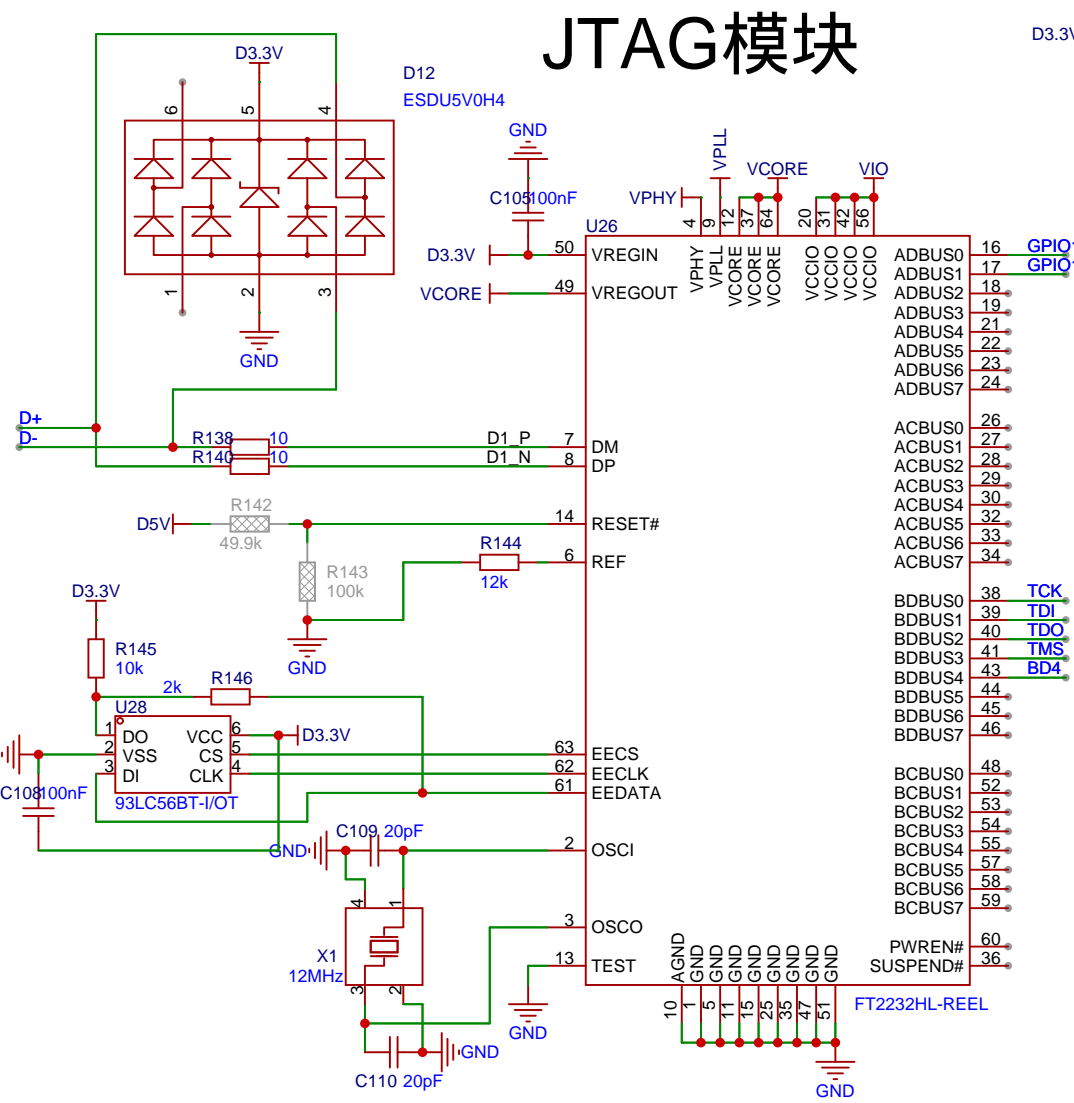 JTAG模块
D3.3V
D3.3V
D12
ESDU5V0H4
6
5
4
1
2
3
GND
GND
C105 100nF
VPHY
VPLL
VCORE
VIO
4
9
12
37
64
20
31
42
56
U26
D3.3V
50
VREGIN
VCORE
49
VREGOUT
VPHY
VPLL
VCORE
VCORE
VCORE
VCCIO
VCCIO
VCCIO
VCCIO
ADBUS0 16 GPIO1
ADBUS1 17 GPIO1
ADBUS2 18
ADBUS3 19
ADBUS4 21
ADBUS5 22
ADBUS6 23
ADBUS7 24
D+
D-
R138 10 D1_P 7 DM
R140 10 D1_N 8 DP
ACBUS0 26
ACBUS1 27
ACBUS2 28
ACBUS3 29
ACBUS4 30
ACBUS5 32
ACBUS6 33
ACBUS7 34
R142
D5V
49.9k
14 RESET#
R144
12k
6 REF
R143
100k
GND
BDBUS0 38 TCK
BDBUS1 39 TDI
BDBUS2 40 TDO
BDBUS3 41 TMS
BDBUS4 43 BD4
BDBUS5 44
BDBUS6 45
BDBUS7 46
D3.3V
R145
10k
2k R146
U28
1 DO VCC 6 D3.3V
2 VSS CS 5
3 DI CLK 4
93LC56BT-I/OT
C108 100nF
63 EECS
62 EECLK
61 EEDATA
BCBUS0 48
BCBUS1 52
BCBUS2 53
BCBUS3 54
BCBUS4 55
BCBUS5 57
BCBUS6 58
BCBUS7 59
C109 20pF
GND
2 OSCI
4
1
X1
12MHz
3
2
3 OSCO
13 TEST
GND
GND
C110 20pF
PWREN# 60
SUSPEND# 36
AGND
GND
GND
GND
GND
GND
GND
GND
GND
10
1
5
11
15
25
35
47
51
FT2232HL-REEL
GND